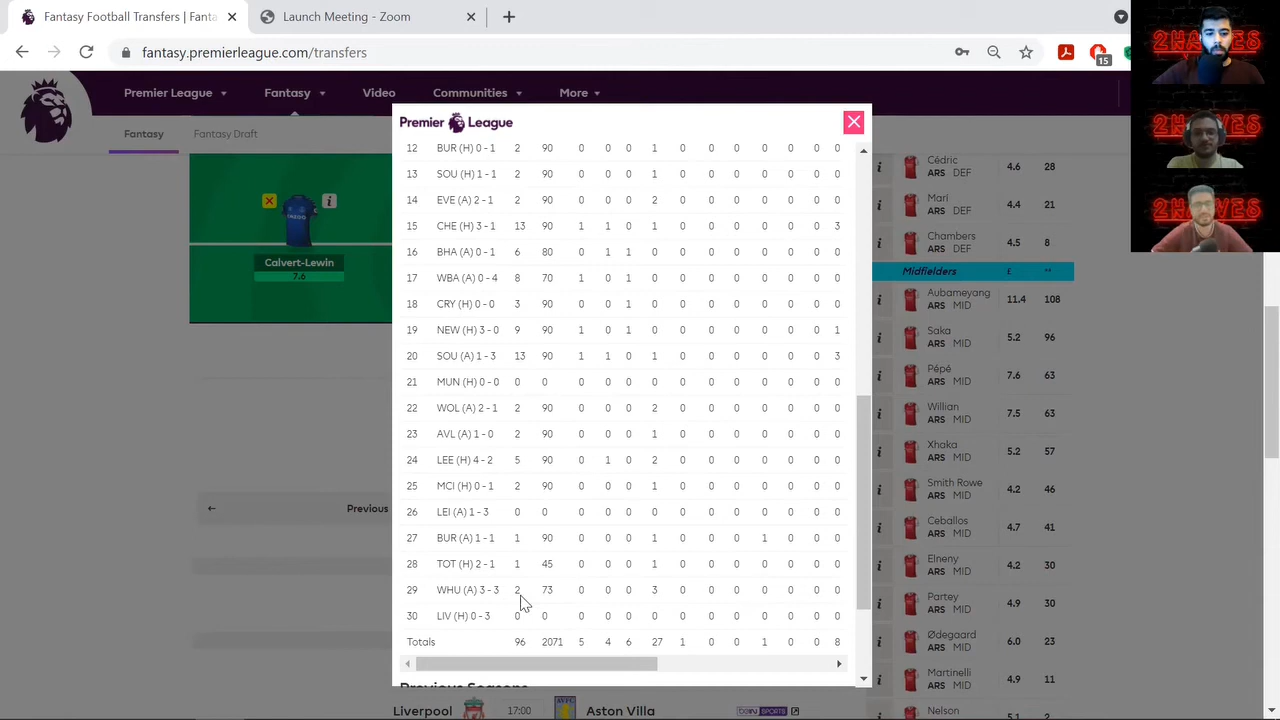 Fantasy Football Transfers | Fanta
Launch Meeting - Zoom
fantasy.premierleague.com/transfers
15
Premier League
Fantasy
Video
Communities
More
Fantasy
Fantasy Draft
Premier League
12 BUR (H) 0 - 1 1 90 0 0 0 1 0 0 0 0 0 0 0
13 SOU (H) 1 - 1 90 0 0 0 1 0 0 0 0 0 0 0
14 EVE (A) 2 - 1 90 0 0 0 2 0 0 0 0 0 0 0
15 CHE (H) 3 - 1 90 1 1 0 1 0 0 0 0 0 0 3
16 BHA (A) 0 - 1 6 80 0 1 1 0 0 0 0 0 0 0 0
17 WBA (A) 0 - 4 8 70 1 0 1 0 0 0 0 0 0 0 0
18 CRY (H) 0 - 0 3 90 0 0 1 0 0 0 0 0 0 0 0
19 NEW (H) 3 - 0 9 90 1 0 1 0 0 0 0 0 0 0 1
20 SOU (A) 1 - 3 13 90 1 1 0 1 0 0 0 0 0 0 3
21 MUN (H) 0 - 0 0 0 0 0 0 0 0 0 0 0 0 0 0
22 WOL (A) 2 - 1 2 90 0 0 0 2 0 0 0 0 0 0 0
23 AVL (A) 1 - 0 2 90 0 0 0 1 0 0 0 0 0 0 0
24 LEE (H) 4 - 2 5 90 0 1 0 2 0 0 0 0 0 0 0
25 MCI (H) 0 - 1 2 90 0 0 0 1 0 0 0 0 0 0 0
26 LEI (A) 1 - 3 0 0 0 0 0 0 0 0 0 0 0 0 0
27 BUR (A) 1 - 1 1 90 0 0 0 1 0 0 0 1 0 0 0
28 TOT (H) 2 - 1 1 45 0 0 0 1 0 0 0 0 0 0 0
29 WHU (A) 3 - 3 2 73 0 0 0 3 0 0 0 0 0 0 0
30 LIV (H) 0 - 3 0 0 0 0 0 0 0 0 0 0 0 0 0
Totals 96 2071 5 4 6 27 1 0 0 1 0 0 8
Previous Seasons
Calvert-Lewin
7.6
Previous
Cédric 4.6 28
ARS DEF
Marí 4.4 21
ARS DEF
Chambers 4.5 8
ARS DEF
Midfielders £ **
Aubameyang 11.4 108
ARS MID
Saka 5.2 96
ARS MID
Pépé 7.6 63
ARS MID
Willian 7.5 63
ARS MID
Xhaka 5.2 57
ARS MID
Smith Rowe 4.2 46
ARS MID
Ceballos 4.7 41
ARS MID
Elneny 4.2 30
ARS MID
Partey 4.9 30
ARS MID
Ødegaard 6.0 23
ARS MID
Martinelli 4.9 11
ARS MID
Nelson 5.1 2
Liverpool 17:00 AVFC Aston Villa beIN SPORTS
2HALVES
2HALVES
2HALVES